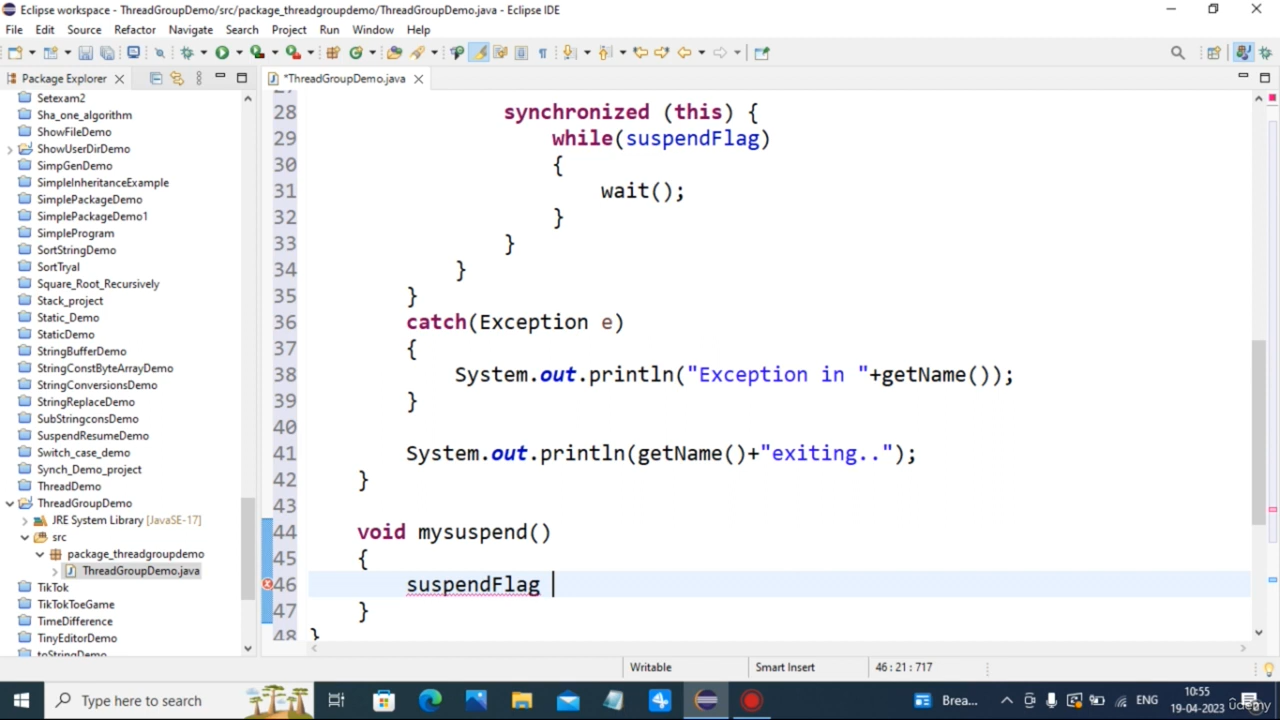 Eclipse workspace - ThreadGroupDemo/src/package_threadgroupdemo/ThreadGroupDemo.java - Eclipse IDE
File Edit Source Refactor Navigate Search Project Run Window Help
Package Explorer
*ThreadGroupDemo.java
Setexam2
Sha_one_algorithm
ShowFileDemo
ShowUserDirDemo
SimpGenDemo
SimpleInheritanceExample
SimplePackageDemo
SimplePackageDemo1
SimpleProgram
SortStringDemo
SortTryal
Square_Root_Recursively
Stack_project
Static_Demo
StaticDemo
StringBufferDemo
StringConstByteArrayDemo
StringConversionsDemo
StringReplaceDemo
SubStringconsDemo
SuspendResumeDemo
Switch_case_demo
Synch_Demo_project
ThreadDemo
ThreadGroupDemo
JRE System Library [JavaSE-17]
src
package_threadgroupdemo
ThreadGroupDemo.java
TikTok
TikTokToeGame
TimeDifference
TinyEditorDemo
toStringDemo
27
28 synchronized (this) {
29 while(suspendFlag)
30 {
31 wait();
32 }
33 }
34 }
35 }
36 catch(Exception e)
37 {
38 System.out.println("Exception in "+getName());
39 }
40
41 System.out.println(getName()+"exiting..");
42 }
43
44 void mysuspend()
45 {
46 suspendFlag
47 }
48 }
Writable Smart Insert 46 : 21 : 717
Type here to search
Brea...
ENG
10:55
19-04-2023
udemy